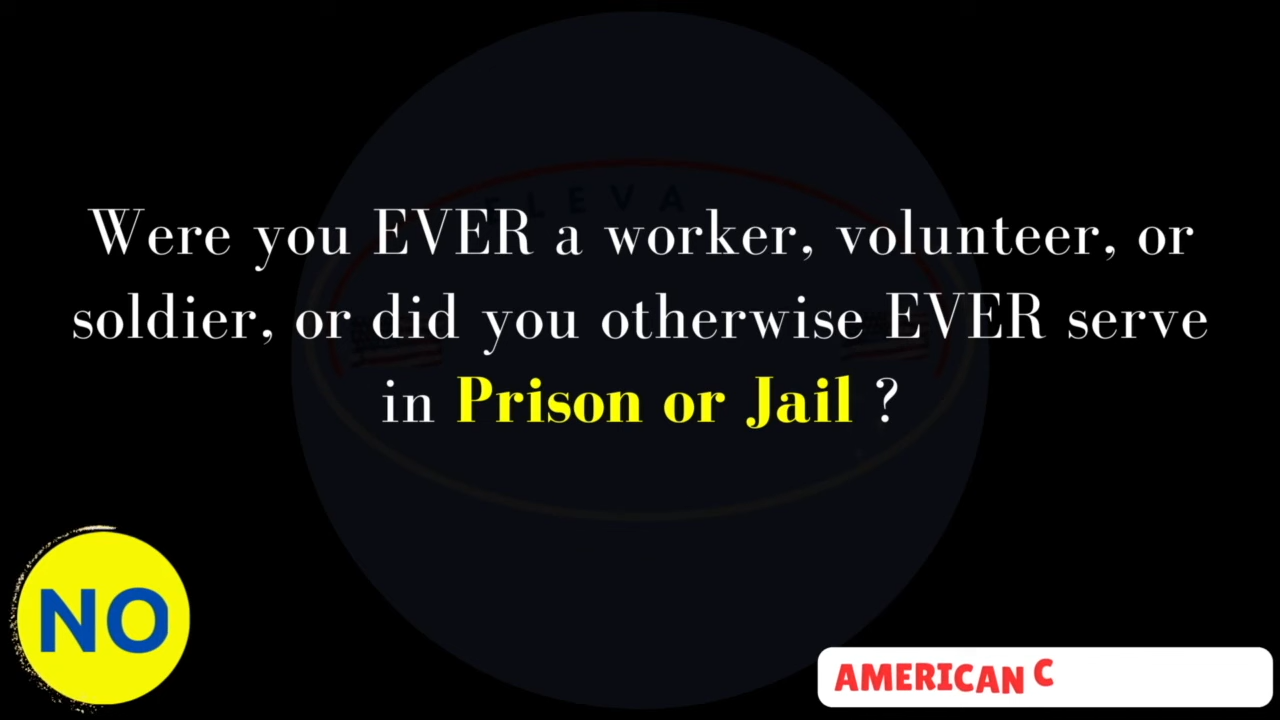 ELEVA
Were you EVER a worker, volunteer, or
soldier, or did you otherwise EVER serve
in Prison or Jail ?
NO
AMERICAN C